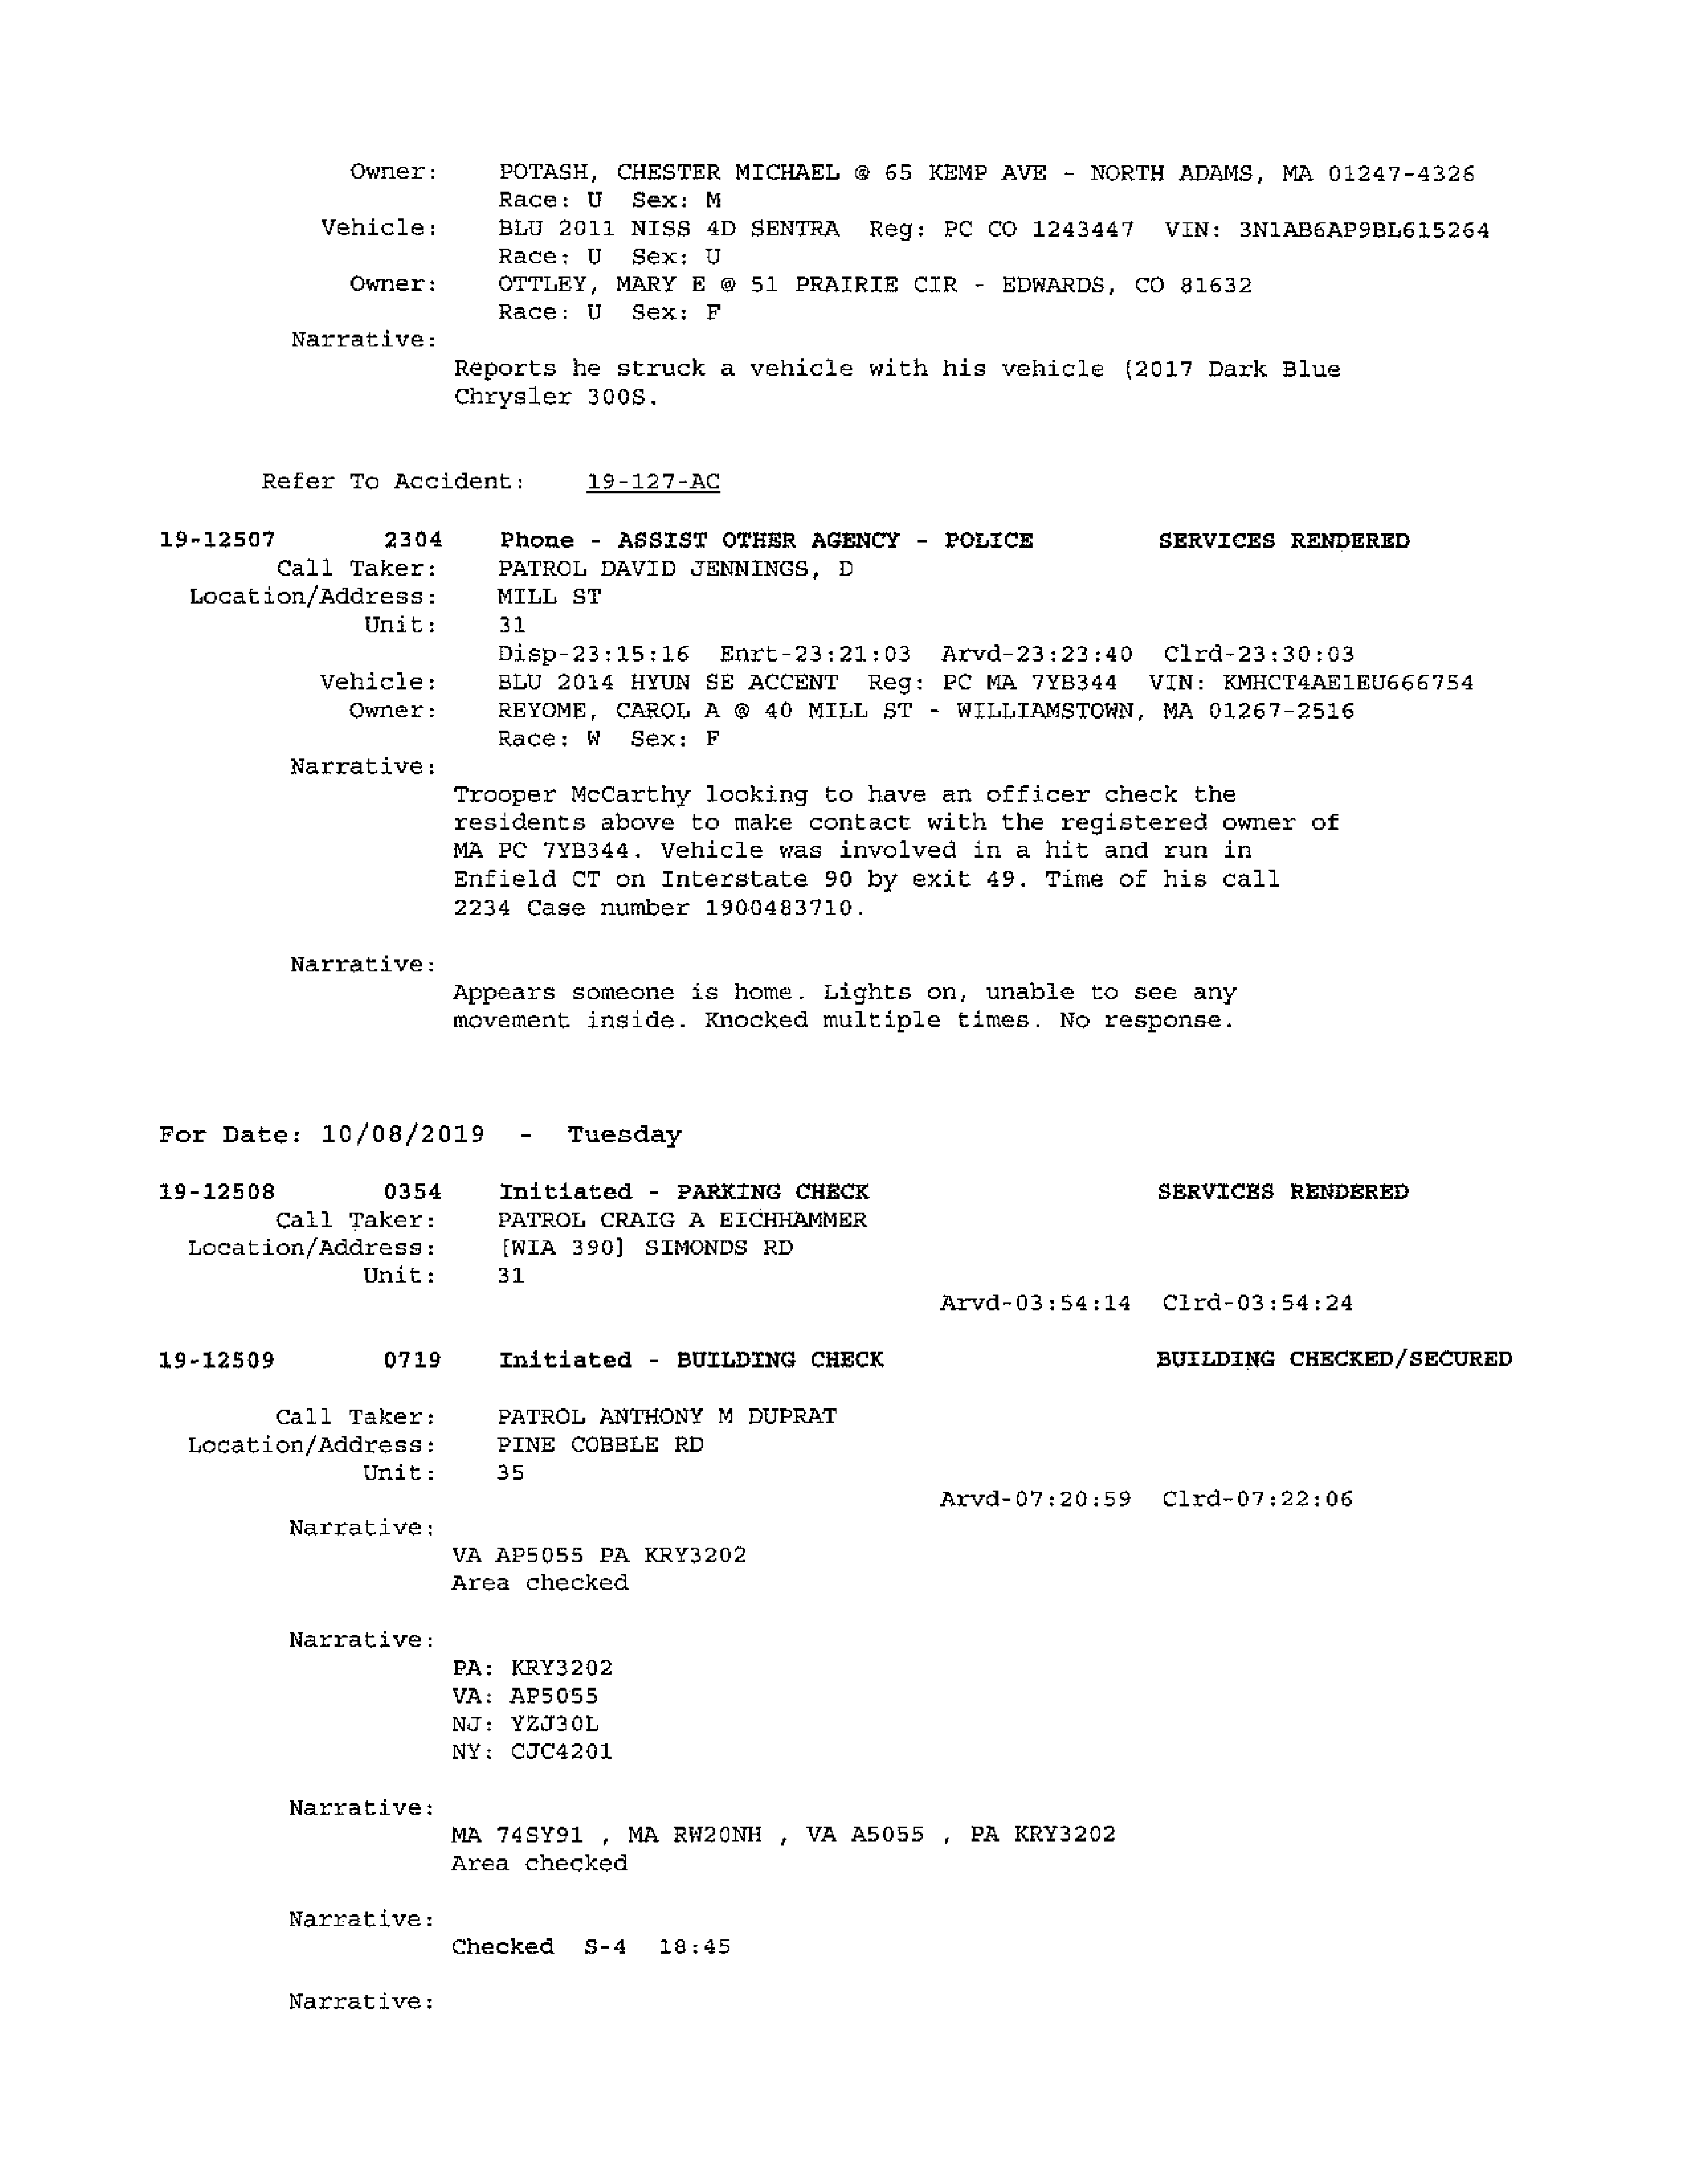 Owner: POTASH, CHESTER MICHAEL @ 65 KEMP AVE - NORTH ADAMS, MA 01247-4326
Race: U Sex: M
Vehicle: BLU 2011 NISS 4D SENTRA Reg: PC CO 1243447 VIN: 3N1AB6AP9BL615264
Race: U Sex: U
Owner: OTTLEY, MARY E @ 51 PRAIRIE CIR - EDWARDS, CO 81632
Race: U Sex: F
Narrative:
Reports he struck a vehicle with his vehicle (2017 Dark Blue
Chrysler 300S.
Refer To Accident: 19-127-AC
19-12507 2304 Phone - ASSIST OTHER AGENCY - POLICE SERVICES RENDERED
Call Taker: PATROL DAVID JENNINGS, D
Location/Address: MILL ST
Unit: 31
Disp-23:15:16 Enrt-23:21:03 Arvd-23:23:40 Clrd-23:30:03
Vehicle: BLU 2014 HYUN SE ACCENT Reg: PC MA 7YB344 VIN: KMHCT4AE1EU666754
Owner: REYOME, CAROL A @ 40 MILL ST - WILLIAMSTOWN, MA 01267-2516
Race: W Sex: F
Narrative:
Trooper McCarthy looking to have an officer check the
residents above to make contact with the registered owner of
MA PC 7YB344. Vehicle was involved in a hit and run in
Enfield CT on Interstate 90 by exit 49. Time of his call
2234 Case number 1900483710.
Narrative:
Appears someone is home. Lights on, unable to see any
movement inside. Knocked multiple times. No response.
For Date: 10/08/2019 - Tuesday
19-12508 0354 Initiated - PARKING CHECK SERVICES RENDERED
Call Taker: PATROL CRAIG A EICHHAMMER
Location/Address: [WIA 390] SIMONDS RD
Unit: 31
Arvd-03:54:14 Clrd-03:54:24
19-12509 0719 Initiated - BUILDING CHECK BUILDING CHECKED/SECURED
Call Taker: PATROL ANTHONY M DUPRAT
Location/Address: PINE COBBLE RD
Unit: 35
Arvd-07:20:59 Clrd-07:22:06
Narrative:
VA AP5055 PA KRY3202
Area checked
Narrative:
PA: KRY3202
VA: AP5055
NJ: YZJ30L
NY: CJC4201
Narrative:
MA 74SY91 , MA RW20NH , VA A5055 , PA KRY3202
Area checked
Narrative:
Checked S-4 18:45
Narrative: